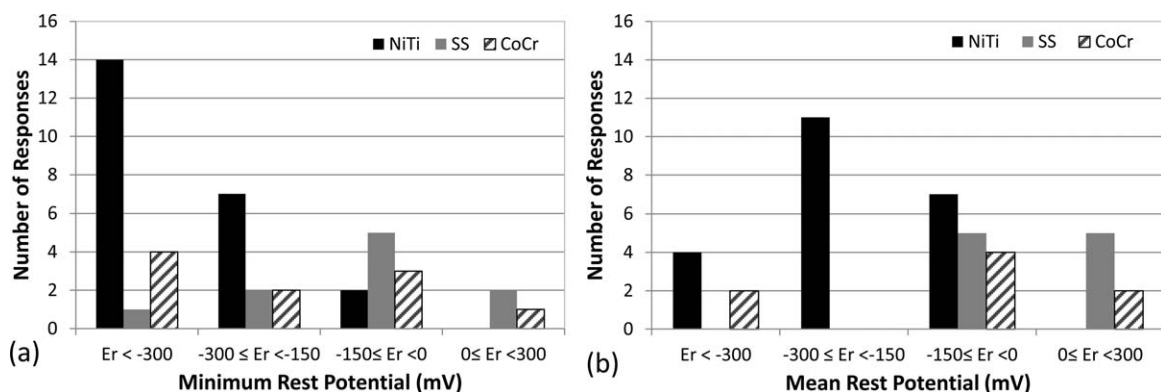 16
14
12
10
8
6
4
2
0
Number of Responses
NiTi SS CoCr
Er < -300 -300 ≤ Er <-150 -150≤ Er <0 0≤ Er <300
(a) Minimum Rest Potential (mV)
16
14
12
10
8
6
4
2
0
Number of Responses
NiTi SS CoCr
Er < -300 -300 ≤ Er <-150 -150≤ Er <0 0≤ Er <300
(b) Mean Rest Potential (mV)